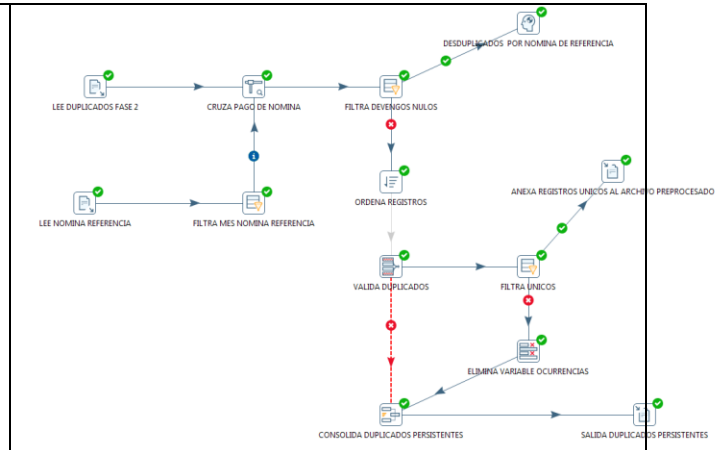 DESDUPLICADOS POR NOMINA DE REFERENCIA
LEE DUPLICADOS FASE 2
CRUZA PAGO DE NOMINA
FILTRA DEVENGOS NULOS
ANEXA REGISTROS UNICOS AL ARCHIVO PREPROCESADO
ORDENA REGISTROS
LEE NOMINA REFERENCIA
FILTRA MES NOMINA REFERENCIA
VALIDA DUPLICADOS
FILTRA UNICOS
ELIMINA VARIABLE OCURRENCIAS
CONSOLIDA DUPLICADOS PERSISTENTES
SALIDA DUPLICADOS PERSISTENTES